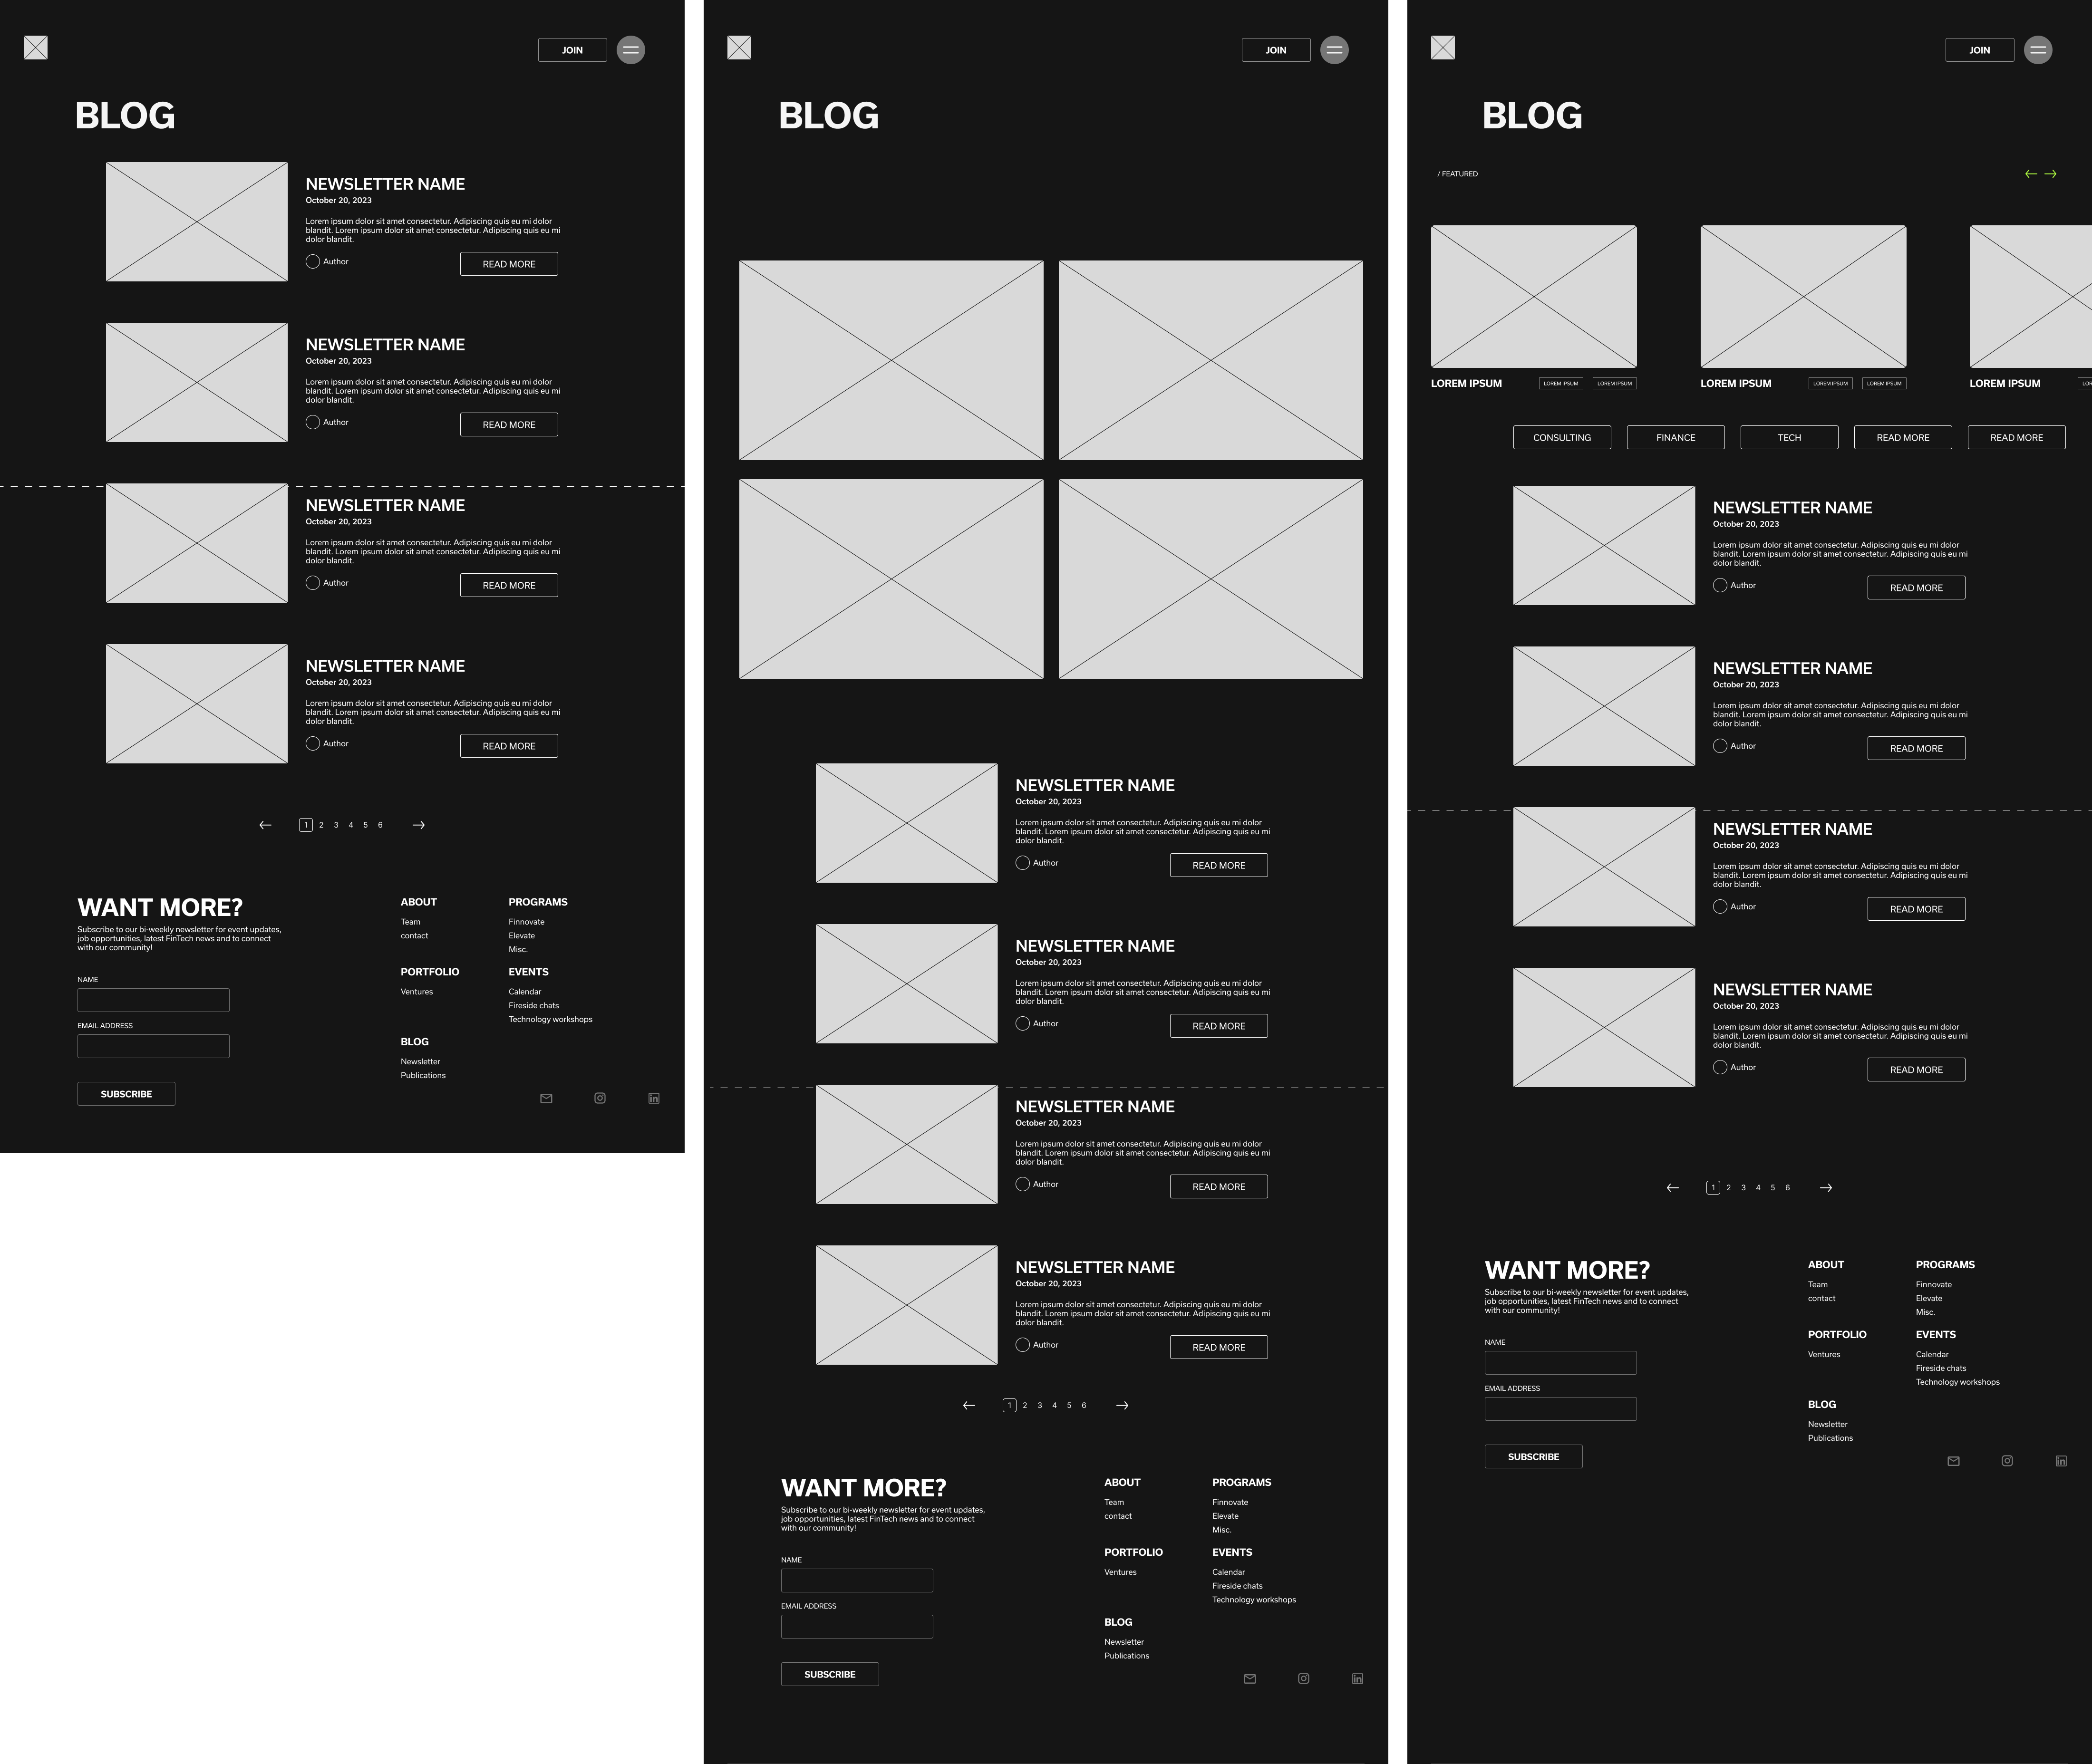 JOIN
BLOG
NEWSLETTER NAME
October 20, 2023
Lorem ipsum dolor sit amet consectetur. Adipiscing quis eu mi dolor
blandit. Lorem ipsum dolor sit amet consectetur. Adipiscing quis eu mi
dolor blandit.
Author
READ MORE
NEWSLETTER NAME
October 20, 2023
Lorem ipsum dolor sit amet consectetur. Adipiscing quis eu mi dolor
blandit. Lorem ipsum dolor sit amet consectetur. Adipiscing quis eu mi
dolor blandit.
Author
READ MORE
NEWSLETTER NAME
October 20, 2023
Lorem ipsum dolor sit amet consectetur. Adipiscing quis eu mi dolor
blandit. Lorem ipsum dolor sit amet consectetur. Adipiscing quis eu mi
dolor blandit.
Author
READ MORE
NEWSLETTER NAME
October 20, 2023
Lorem ipsum dolor sit amet consectetur. Adipiscing quis eu mi dolor
blandit. Lorem ipsum dolor sit amet consectetur. Adipiscing quis eu mi
dolor blandit.
Author
READ MORE
1 2 3 4 5 6
WANT MORE?
Subscribe to our bi-weekly newsletter for event updates,
job opportunities, latest FinTech news and to connect
with our community!
NAME
EMAIL ADDRESS
SUBSCRIBE
ABOUT
Team
contact
PORTFOLIO
Ventures
BLOG
Newsletter
Publications
PROGRAMS
Finnovate
Elevate
Misc.
EVENTS
Calendar
Fireside chats
Technology workshops
in
JOIN
BLOG
NEWSLETTER NAME
October 20, 2023
Lorem ipsum dolor sit amet consectetur. Adipiscing quis eu mi dolor
blandit. Lorem ipsum dolor sit amet consectetur. Adipiscing quis eu mi
dolor blandit.
Author
READ MORE
NEWSLETTER NAME
October 20, 2023
Lorem ipsum dolor sit amet consectetur. Adipiscing quis eu mi dolor
blandit. Lorem ipsum dolor sit amet consectetur. Adipiscing quis eu mi
dolor blandit.
Author
READ MORE
NEWSLETTER NAME
October 20, 2023
Lorem ipsum dolor sit amet consectetur. Adipiscing quis eu mi dolor
blandit. Lorem ipsum dolor sit amet consectetur. Adipiscing quis eu mi
dolor blandit.
Author
READ MORE
NEWSLETTER NAME
October 20, 2023
Lorem ipsum dolor sit amet consectetur. Adipiscing quis eu mi dolor
blandit. Lorem ipsum dolor sit amet consectetur. Adipiscing quis eu mi
dolor blandit.
Author
READ MORE
1 2 3 4 5 6
WANT MORE?
Subscribe to our bi-weekly newsletter for event updates,
job opportunities, latest FinTech news and to connect
with our community!
NAME
EMAIL ADDRESS
SUBSCRIBE
ABOUT
Team
contact
PORTFOLIO
Ventures
BLOG
Newsletter
Publications
PROGRAMS
Finnovate
Elevate
Misc.
EVENTS
Calendar
Fireside chats
Technology workshops
in
JOIN
BLOG
/ FEATURED
LOREM IPSUM LOREM IPSUM LOREM IPSUM
LOREM IPSUM LOREM IPSUM LOREM IPSUM
LOREM IPSUM LOR
CONSULTING FINANCE TECH READ MORE READ MORE
NEWSLETTER NAME
October 20, 2023
Lorem ipsum dolor sit amet consectetur. Adipiscing quis eu mi dolor
blandit. Lorem ipsum dolor sit amet consectetur. Adipiscing quis eu mi
dolor blandit.
Author
READ MORE
NEWSLETTER NAME
October 20, 2023
Lorem ipsum dolor sit amet consectetur. Adipiscing quis eu mi dolor
blandit. Lorem ipsum dolor sit amet consectetur. Adipiscing quis eu mi
dolor blandit.
Author
READ MORE
NEWSLETTER NAME
October 20, 2023
Lorem ipsum dolor sit amet consectetur. Adipiscing quis eu mi dolor
blandit. Lorem ipsum dolor sit amet consectetur. Adipiscing quis eu mi
dolor blandit.
Author
READ MORE
NEWSLETTER NAME
October 20, 2023
Lorem ipsum dolor sit amet consectetur. Adipiscing quis eu mi dolor
blandit. Lorem ipsum dolor sit amet consectetur. Adipiscing quis eu mi
dolor blandit.
Author
READ MORE
1 2 3 4 5 6
WANT MORE?
Subscribe to our bi-weekly newsletter for event updates,
job opportunities, latest FinTech news and to connect
with our community!
NAME
EMAIL ADDRESS
SUBSCRIBE
ABOUT
Team
contact
PORTFOLIO
Ventures
BLOG
Newsletter
Publications
PROGRAMS
Finnovate
Elevate
Misc.
EVENTS
Calendar
Fireside chats
Technology workshops
in